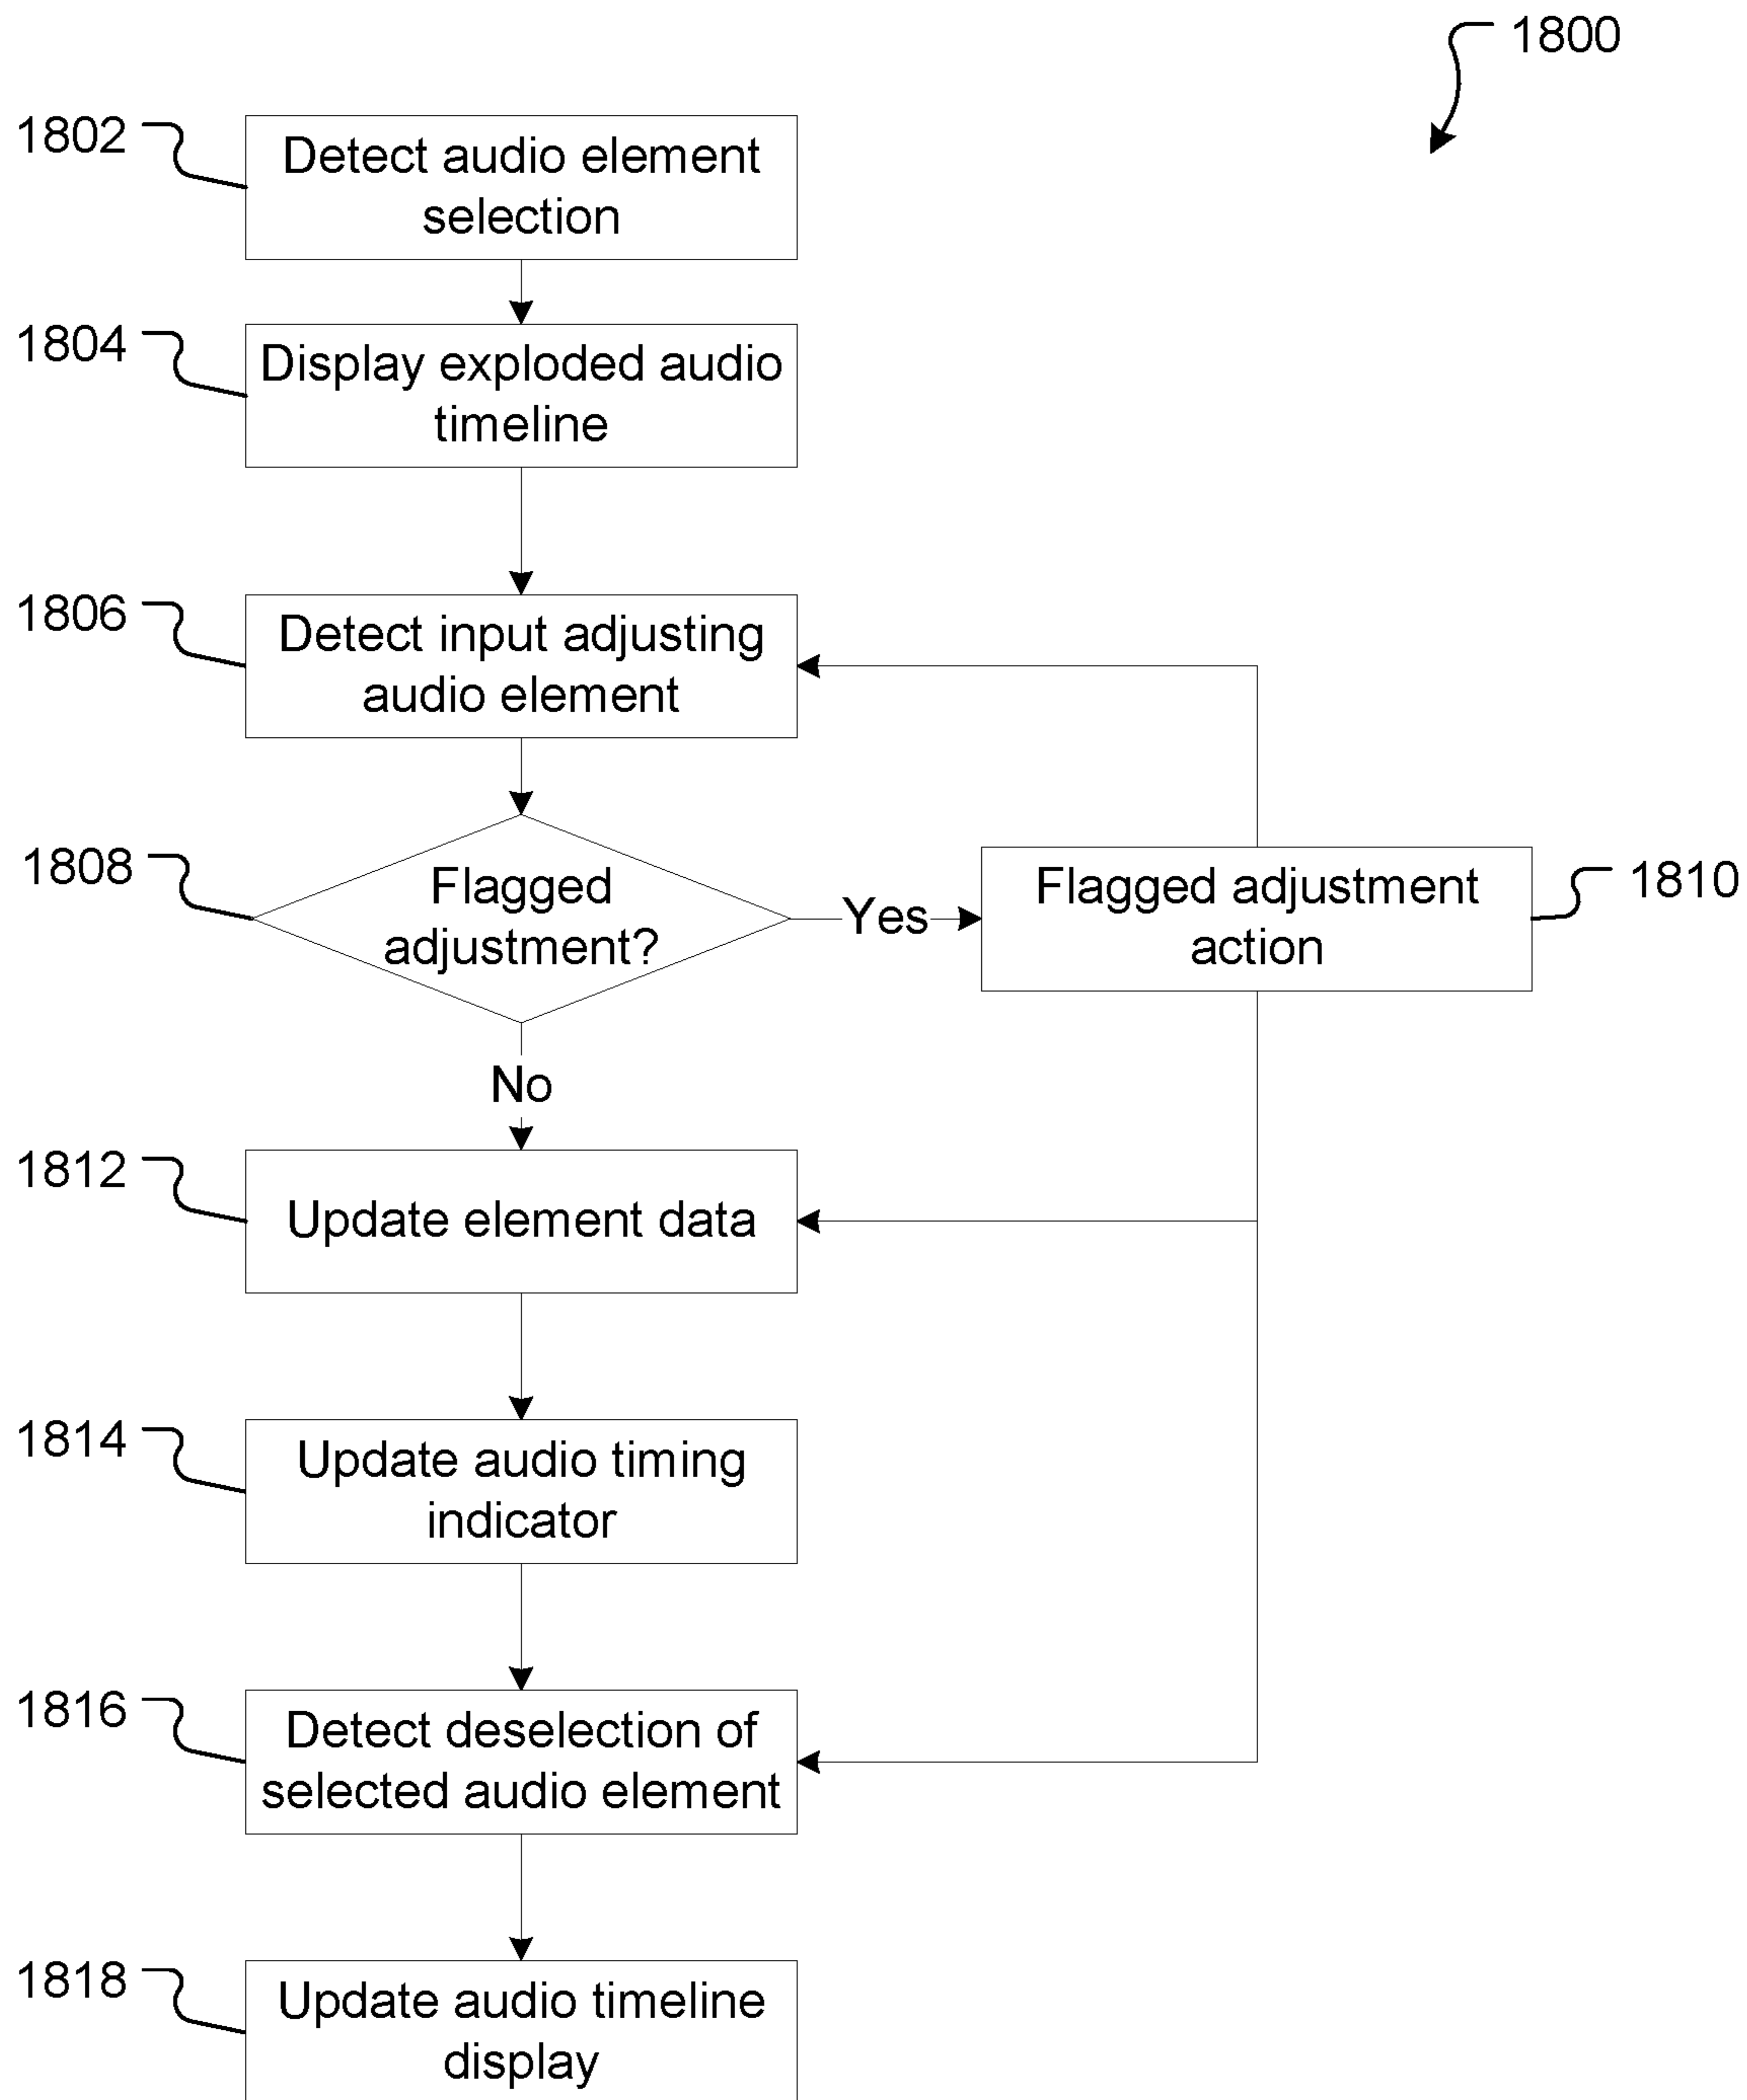 1800
1802
Detect audio element
selection
1804
Display exploded audio
timeline
1806
Detect input adjusting
audio element
1808
Flagged
adjustment?
Yes
Flagged adjustment
action
1810
No
1812
Update element data
1814
Update audio timing
indicator
1816
Detect deselection of
selected audio element
1818
Update audio timeline
display